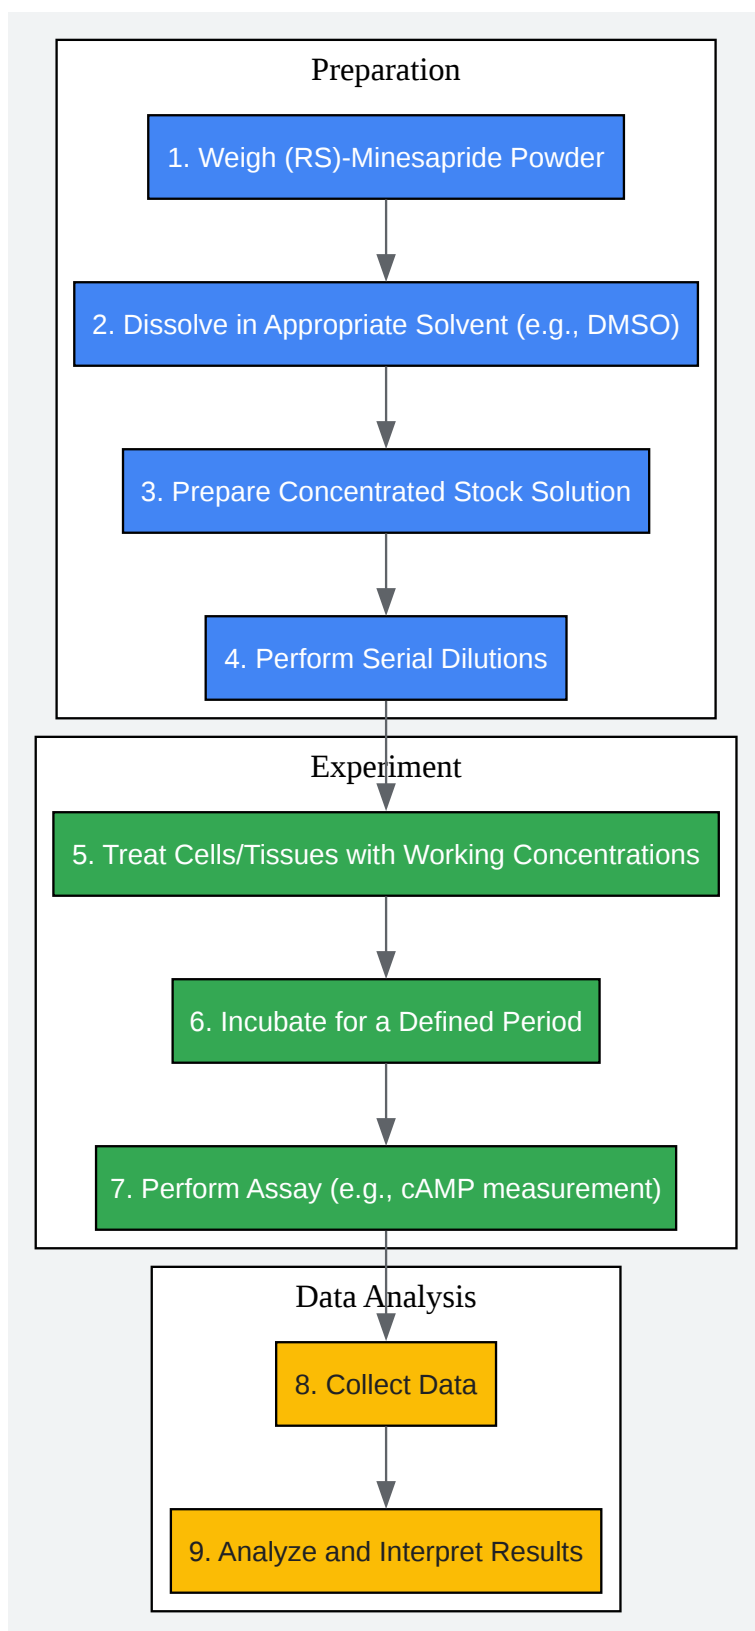 Preparation
1. Weigh (RS)-Minesapride Powder
2. Dissolve in Appropriate Solvent (e.g., DMSO)
3. Prepare Concentrated Stock Solution
4. Perform Serial Dilutions
Experiment
5. Treat Cells/Tissues with Working Concentrations
6. Incubate for a Defined Period
7. Perform Assay (e.g., cAMP measurement)
Data Analysis
8. Collect Data
9. Analyze and Interpret Results